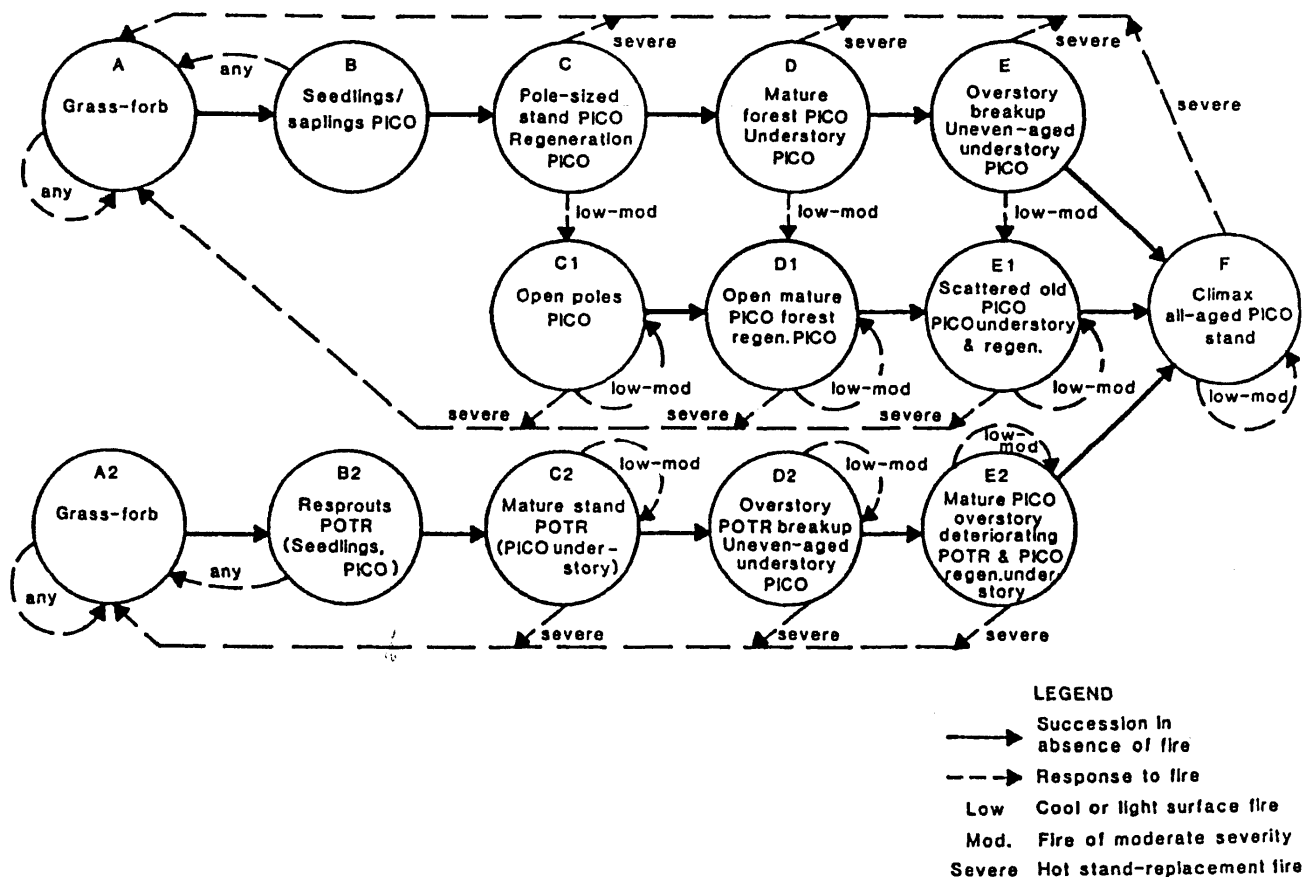 severe
severe
severe
A
Grass-forb
any
any
B
Seedlings/
saplings PICO
C
Pole-sized
stand PICO
Regeneration
PICO
D
Mature
forest PICO
Understory
PICO
E
Overstory
breakup
Uneven-aged
understory
PICO
severe
low-mod
low-mod
low-mod
C1
Open poles
PICO
D1
Open mature
PICO forest
regen. PICO
E1
Scattered old
PICO
PICO understory
& regen.
F
Climax
all-aged PICO
stand
low-mod
low-mod
low-mod
low-mod
severe
severe
severe
A2
Grass-forb
any
any
B2
Resprouts
POTR
(Seedlings,
PICO)
C2
Mature stand
POTR
(PICO under-
story)
low-mod
D2
Overstory
POTR breakup
Uneven-aged
understory
PICO
low-mod
low-
mod
E2
Mature PICO
overstory
deteriorating
POTR & PICO
regen. under-
story
severe
severe
severe
LEGEND
Succession in
absence of fire
Response to fire
Low Cool or light surface fire
Mod. Fire of moderate severity
Severe Hot stand-replacement fire